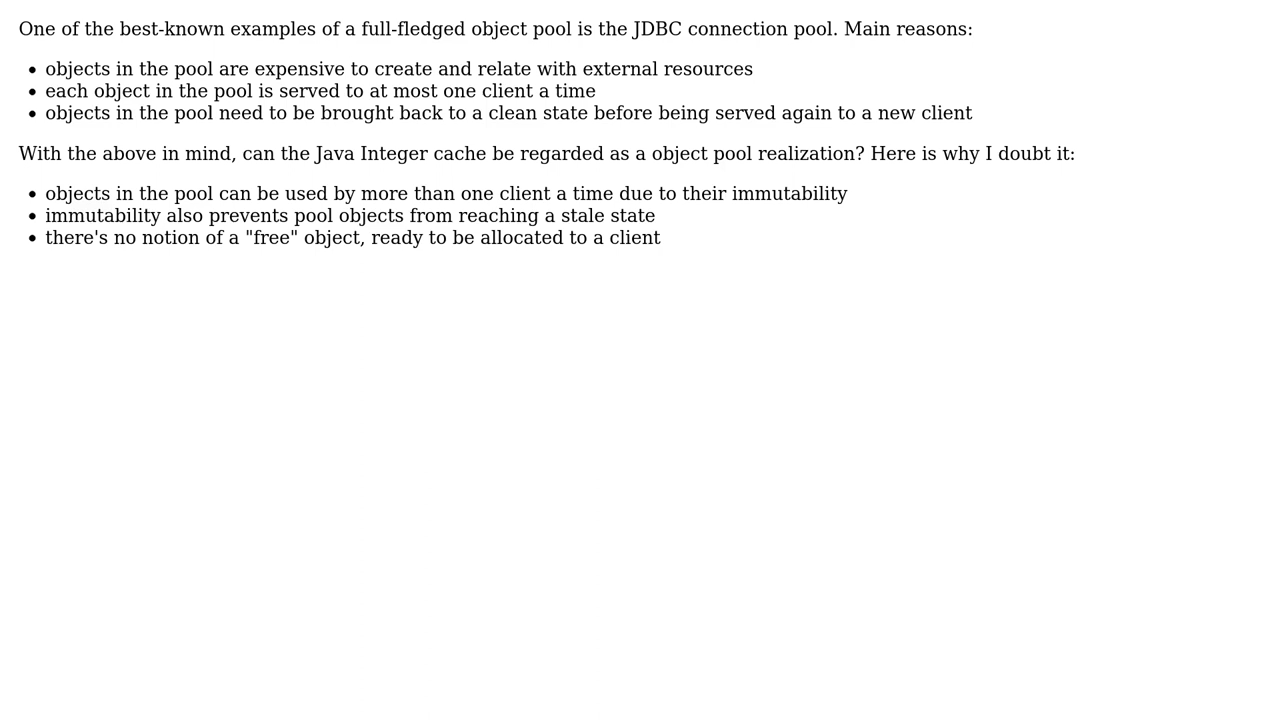 One of the best-known examples of a full-fledged object pool is the JDBC connection pool. Main reasons:
• objects in the pool are expensive to create and relate with external resources
• each object in the pool is served to at most one client a time
• objects in the pool need to be brought back to a clean state before being served again to a new client
With the above in mind, can the Java Integer cache be regarded as a object pool realization? Here is why I doubt it:
• objects in the pool can be used by more than one client a time due to their immutability
• immutability also prevents pool objects from reaching a stale state
• there's no notion of a "free" object, ready to be allocated to a client